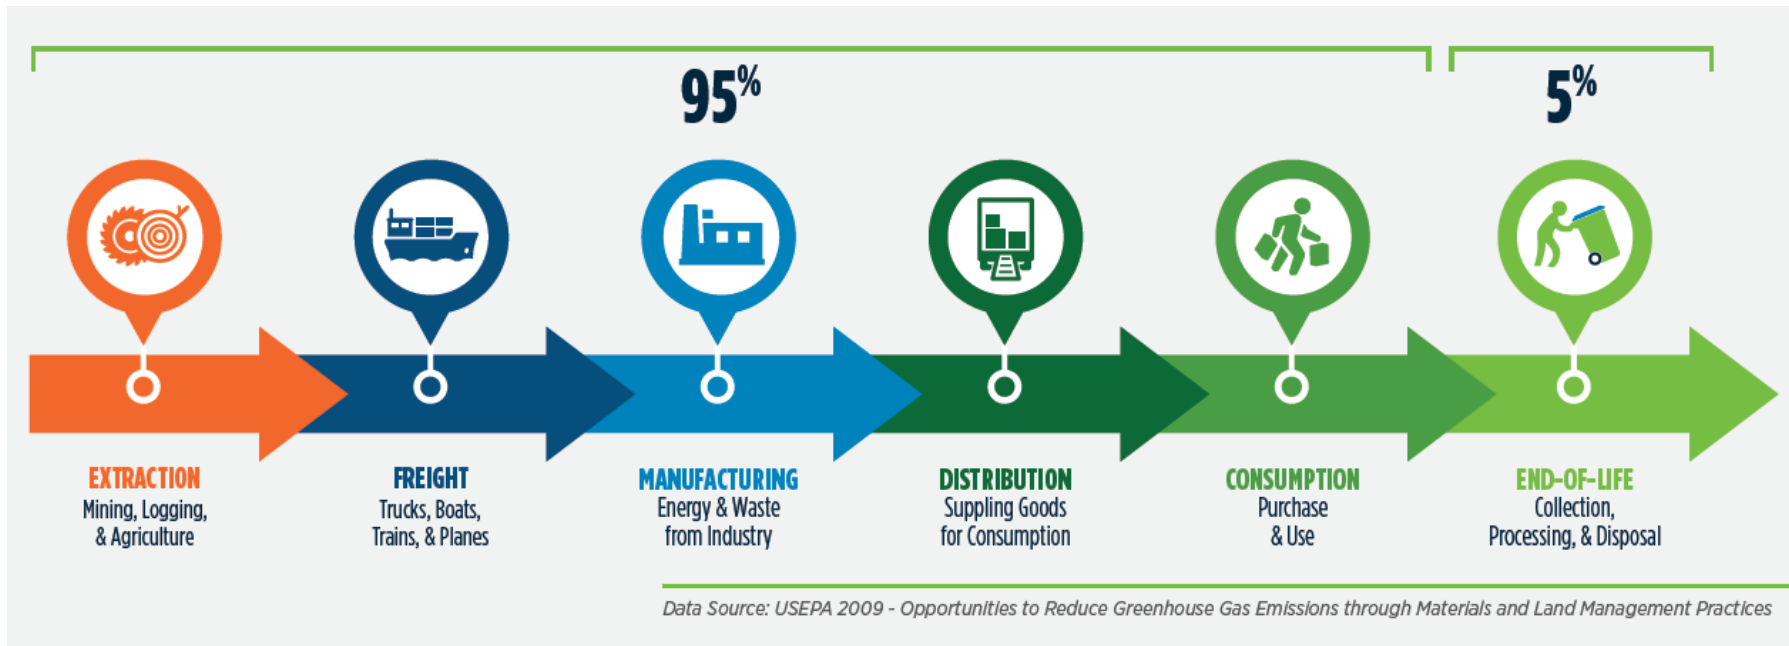 95%
5%
EXTRACTION
Mining, Logging,
& Agriculture
FREIGHT
Trucks, Boats,
Trains, & Planes
MANUFACTURING
Energy & Waste
from Industry
DISTRIBUTION
Suppling Goods
for Consumption
CONSUMPTION
Purchase
& Use
END-OF-LIFE
Collection,
Processing, & Disposal
Data Source: USEPA 2009 - Opportunities to Reduce Greenhouse Gas Emissions through Materials and Land Management Practices